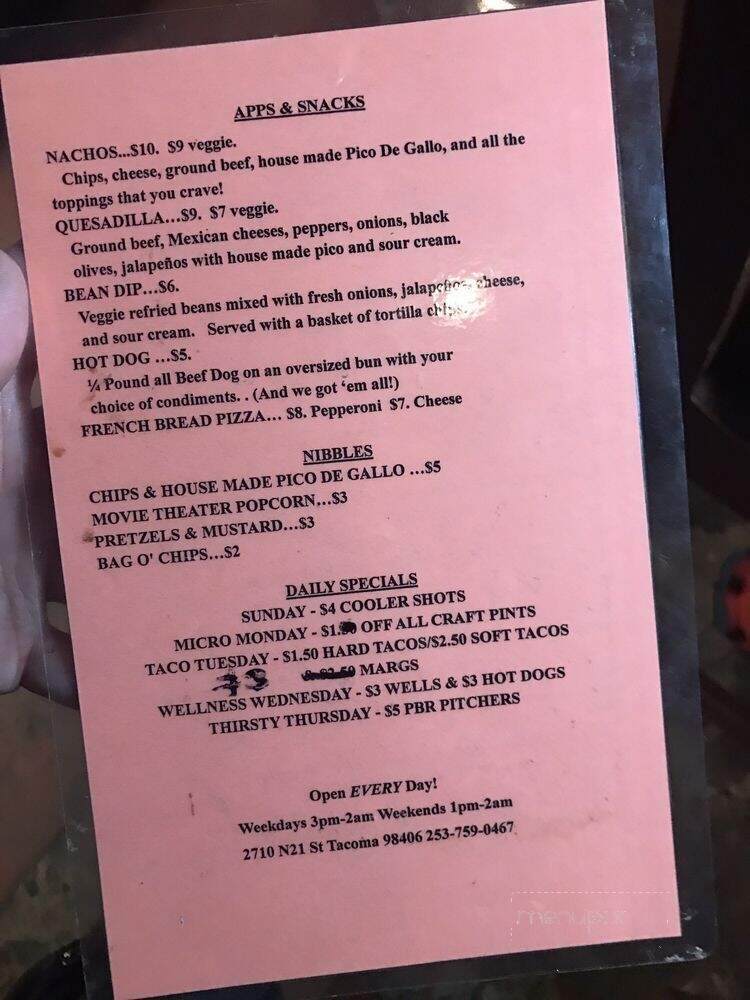 APPS & SNACKS
NACHOS...$10. $9 veggie.
Chips, cheese, ground beef, house made Pico De Gallo, and all the
toppings that you crave!
QUESADILLA...$9. $7 veggie.
Ground beef, Mexican cheeses, peppers, onions, black
olives, jalapeños with house made pico and sour cream.
BEAN DIP...$6.
Veggie refried beans mixed with fresh onions, jalapeños, cheese,
and sour cream. Served with a basket of tortilla chips.
HOT DOG ...$5.
¼ Pound all Beef Dog on an oversized bun with your
choice of condiments. . (And we got ‘em all!)
FRENCH BREAD PIZZA... $8. Pepperoni $7. Cheese
NIBBLES
CHIPS & HOUSE MADE PICO DE GALLO ...$5
MOVIE THEATER POPCORN...$3
PRETZELS & MUSTARD...$3
BAG O' CHIPS...$2
DAILY SPECIALS
SUNDAY - $4 COOLER SHOTS
MICRO MONDAY - OFF ALL CRAFT PINTS
TACO TUESDAY - $1.50 HARD TACOS/$2.50 SOFT TACOS
& $2.50 MARGS
WELLNESS WEDNESDAY - $3 WELLS & $3 HOT DOGS
THIRSTY THURSDAY - $5 PBR PITCHERS
Open EVERY Day!
Weekdays 3pm-2am Weekends 1pm-2am
2710 N21 St Tacoma 98406 253-759-0467
menupix